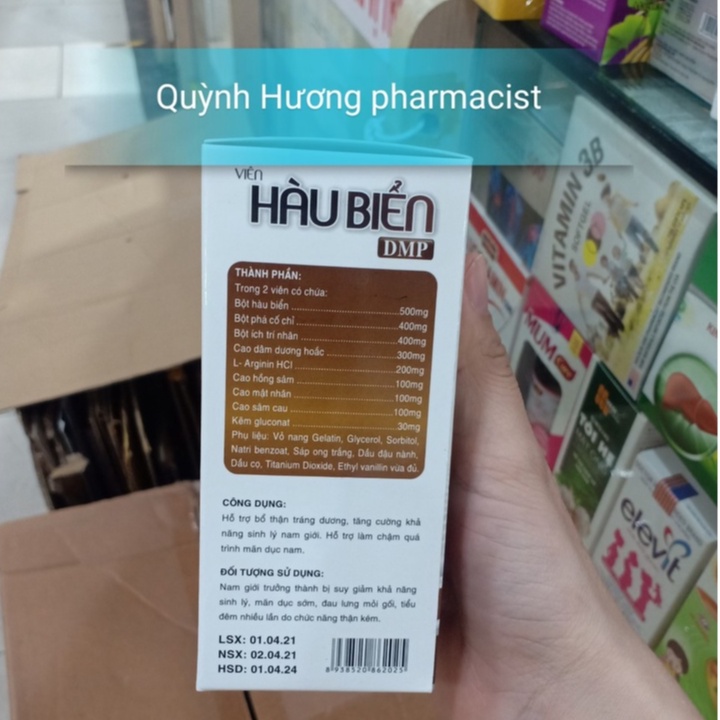 Quỳnh Hương pharmacist
VIÊN
HÀU BIỂN
DMP
THÀNH PHẦN:
Trong 2 viên có chứa:
Bột hàu biển ........ 500mg
Bột phá cố chỉ ........ 400mg
Bột ích trí nhân ........ 400mg
Cao dâm dương hoắc ........ 300mg
L- Arginin HCl ........ 200mg
Cao hồng sâm ........ 100mg
Cao mật nhân ........ 100mg
Cao sâm cau ........ 100mg
Kẽm gluconat ........ 30mg
Phụ liệu: Vỏ nang Gelatin, Glycerol, Sorbitol,
Natri benzoat, Sáp ong trắng, Dầu đậu nành,
Dầu cọ, Titanium Dioxide, Ethyl vanillin vừa đủ.
CÔNG DỤNG:
Hỗ trợ bổ thận tráng dương, tăng cường khả
năng sinh lý nam giới. Hỗ trợ làm chậm quá
trình mãn dục nam.
ĐỐI TƯỢNG SỬ DỤNG:
Nam giới trưởng thành bị suy giảm khả năng
sinh lý, mãn dục sớm, đau lưng mỏi gối, tiểu
đêm nhiều lần do chức năng thận kém.
LSX: 01.04.21
NSX: 02.04.21
HSD: 01.04.24
8 938520 862025
VITAMIN 3B
SOFTGEL
MUM
elevit